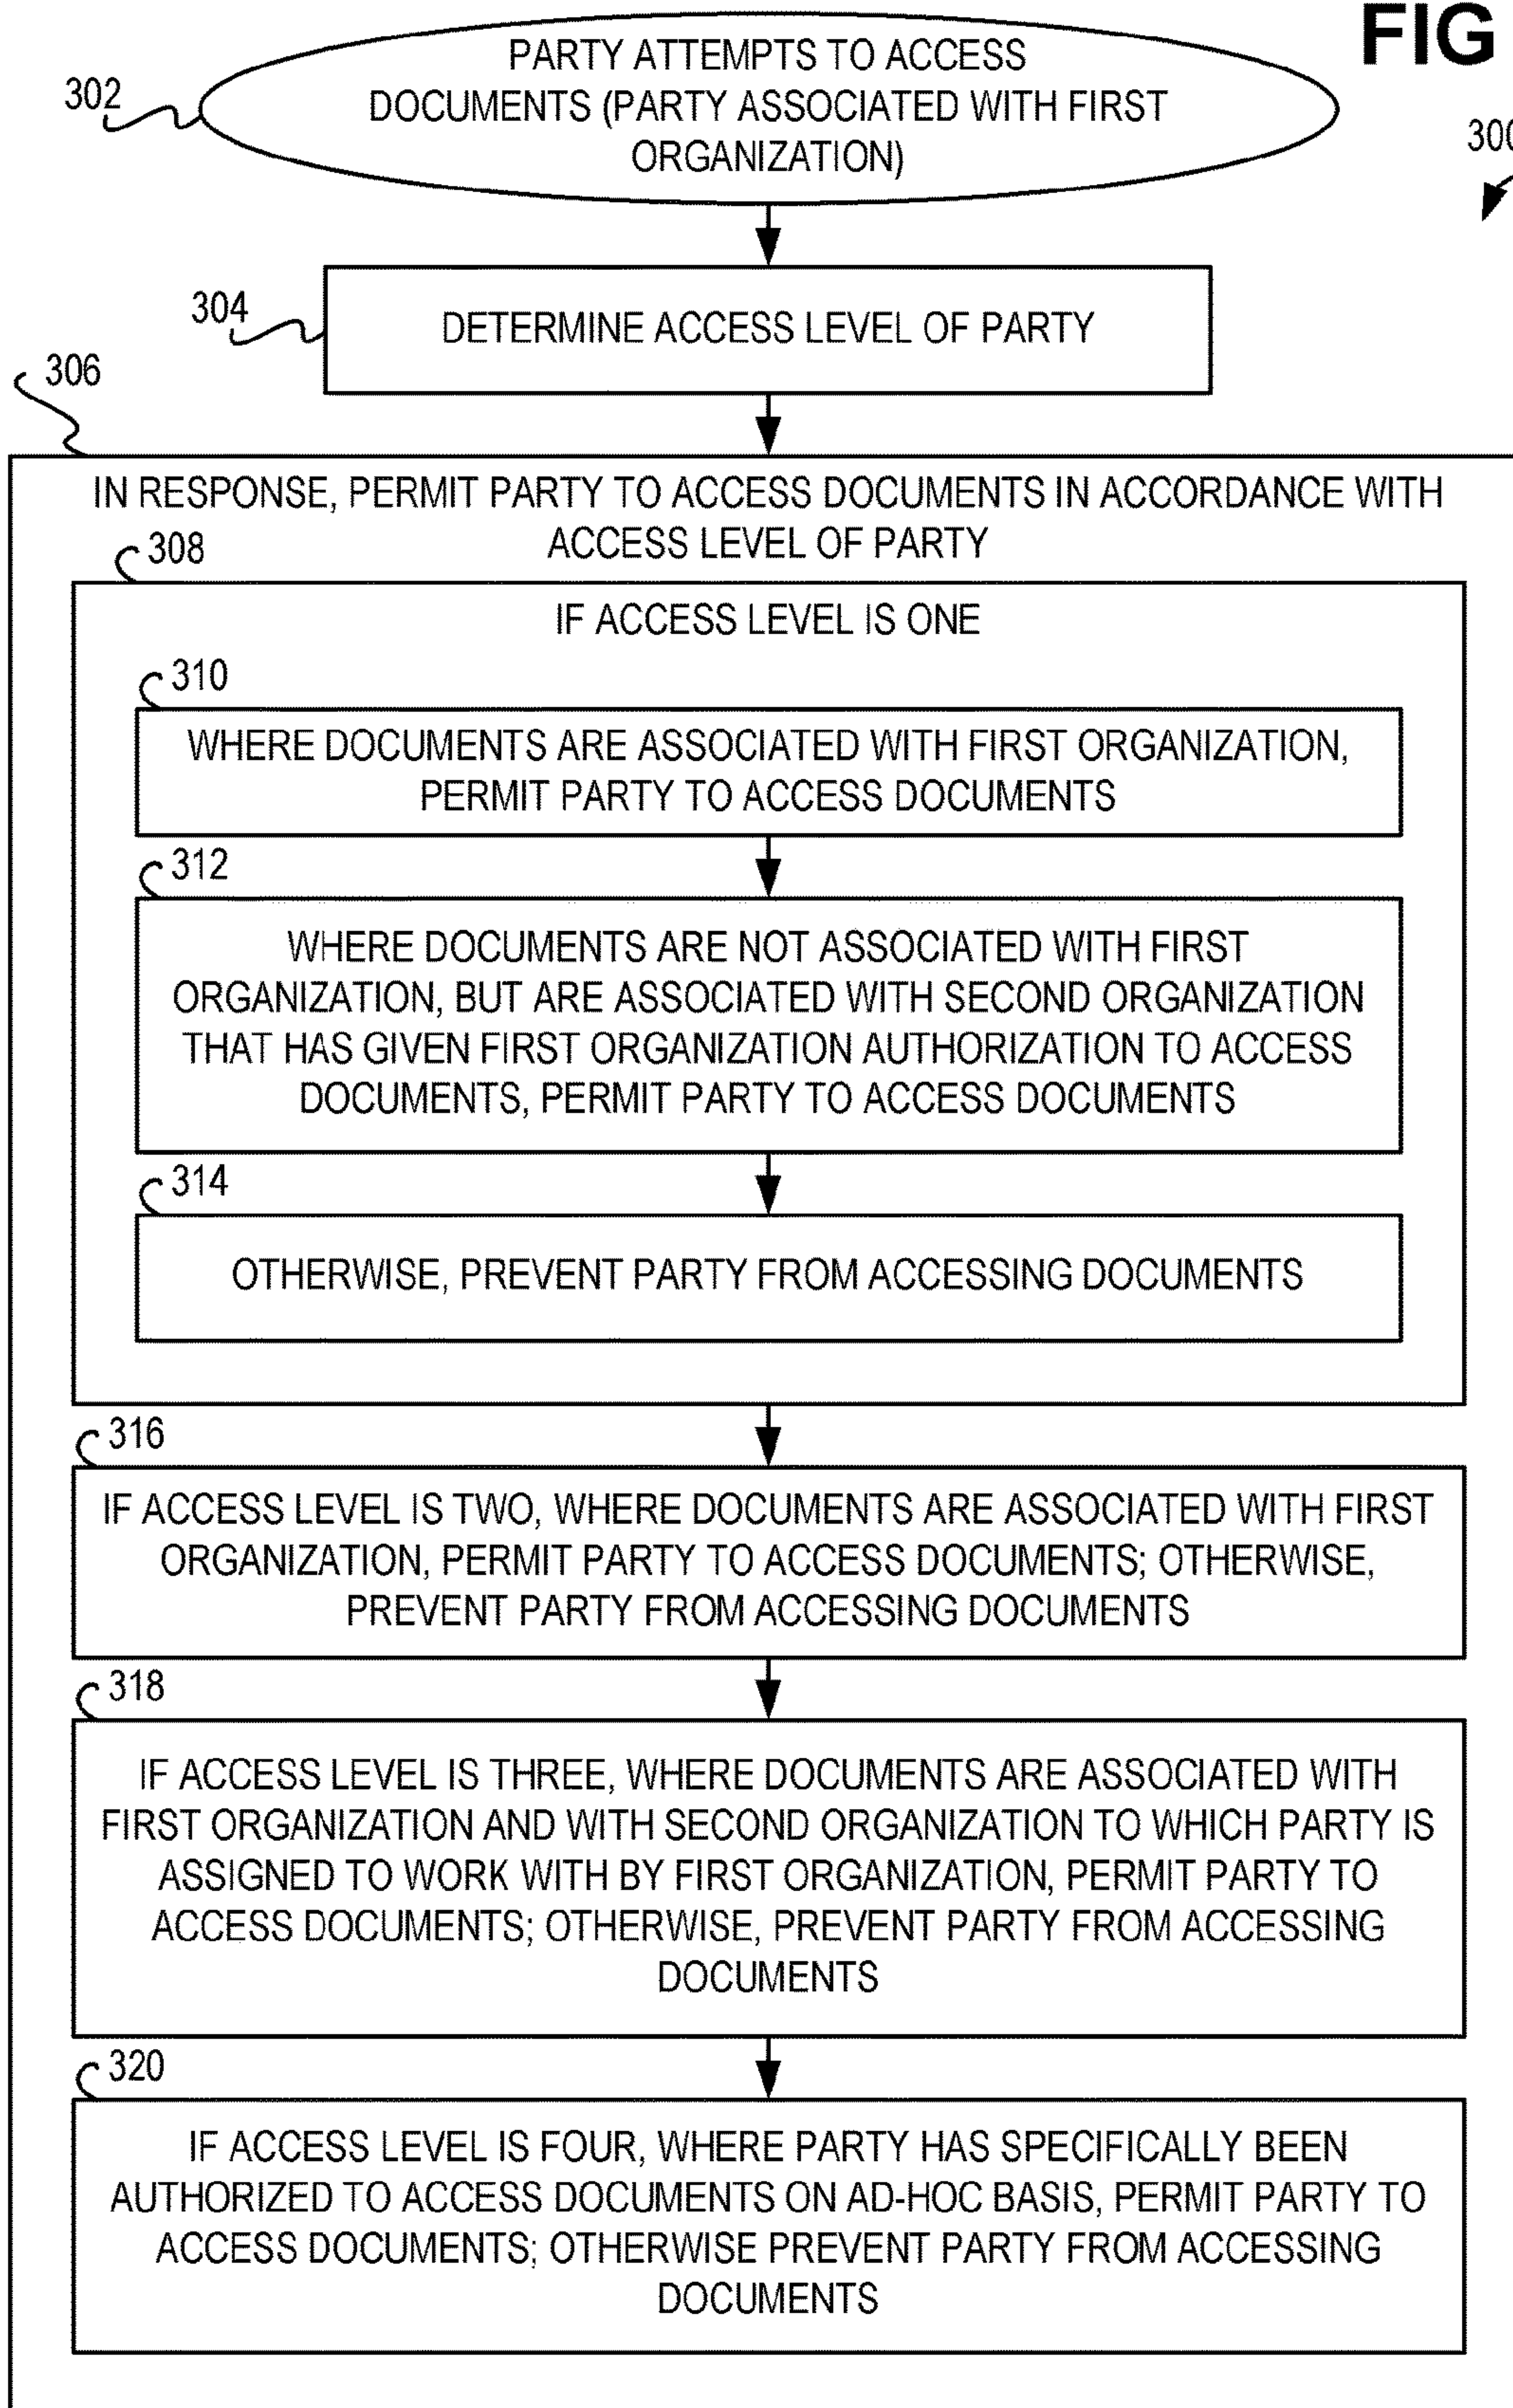 FIG
300
302
PARTY ATTEMPTS TO ACCESS
DOCUMENTS (PARTY ASSOCIATED WITH FIRST
ORGANIZATION)
304
DETERMINE ACCESS LEVEL OF PARTY
306
IN RESPONSE, PERMIT PARTY TO ACCESS DOCUMENTS IN ACCORDANCE WITH
ACCESS LEVEL OF PARTY
308
IF ACCESS LEVEL IS ONE
310
WHERE DOCUMENTS ARE ASSOCIATED WITH FIRST ORGANIZATION,
PERMIT PARTY TO ACCESS DOCUMENTS
312
WHERE DOCUMENTS ARE NOT ASSOCIATED WITH FIRST
ORGANIZATION, BUT ARE ASSOCIATED WITH SECOND ORGANIZATION
THAT HAS GIVEN FIRST ORGANIZATION AUTHORIZATION TO ACCESS
DOCUMENTS, PERMIT PARTY TO ACCESS DOCUMENTS
314
OTHERWISE, PREVENT PARTY FROM ACCESSING DOCUMENTS
316
IF ACCESS LEVEL IS TWO, WHERE DOCUMENTS ARE ASSOCIATED WITH FIRST
ORGANIZATION, PERMIT PARTY TO ACCESS DOCUMENTS; OTHERWISE,
PREVENT PARTY FROM ACCESSING DOCUMENTS
318
IF ACCESS LEVEL IS THREE, WHERE DOCUMENTS ARE ASSOCIATED WITH
FIRST ORGANIZATION AND WITH SECOND ORGANIZATION TO WHICH PARTY IS
ASSIGNED TO WORK WITH BY FIRST ORGANIZATION, PERMIT PARTY TO
ACCESS DOCUMENTS; OTHERWISE, PREVENT PARTY FROM ACCESSING
DOCUMENTS
320
IF ACCESS LEVEL IS FOUR, WHERE PARTY HAS SPECIFICALLY BEEN
AUTHORIZED TO ACCESS DOCUMENTS ON AD-HOC BASIS, PERMIT PARTY TO
ACCESS DOCUMENTS; OTHERWISE PREVENT PARTY FROM ACCESSING
DOCUMENTS